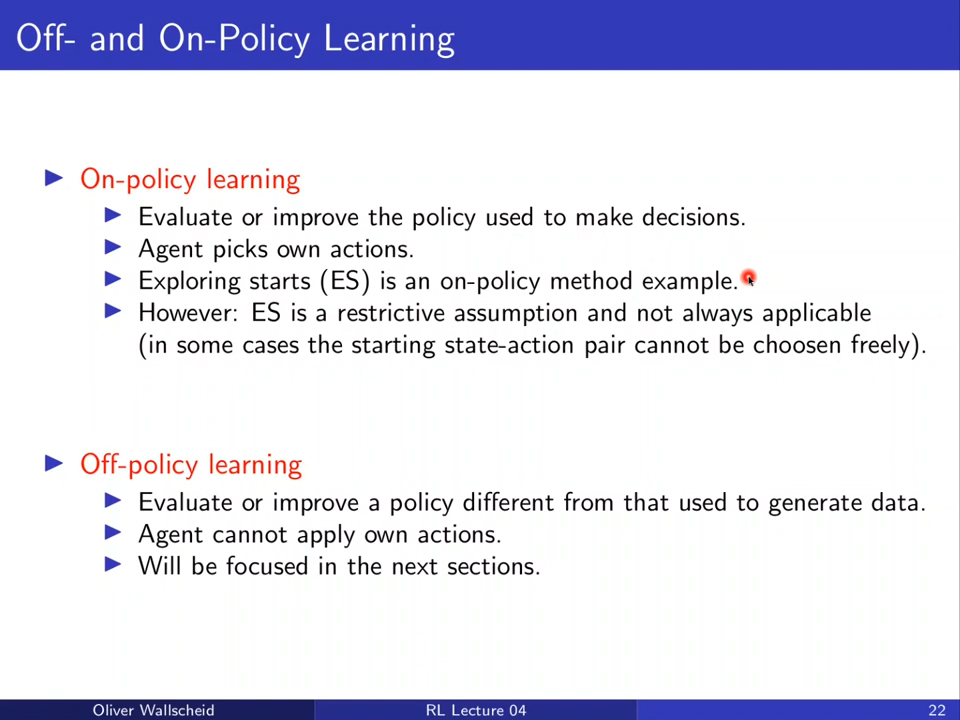 Off- and On-Policy Learning
On-policy learning
Evaluate or improve the policy used to make decisions.
Agent picks own actions.
Exploring starts (ES) is an on-policy method example.
However: ES is a restrictive assumption and not always applicable
(in some cases the starting state-action pair cannot be choosen freely).
Off-policy learning
Evaluate or improve a policy different from that used to generate data.
Agent cannot apply own actions.
Will be focused in the next sections.
Oliver Wallscheid RL Lecture 04 22